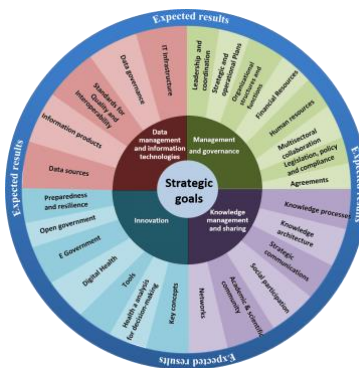 Expected results
Expected results
Expected results
Expected results
Strategic
goals
Data
management
and information
technologies
Data sources
Information products
Standards for
Quality and
Interoperability
Data governance
IT Infrastructure
Management
and governance
Leadership and
coordination
Strategic and
operational Plans
Organizational
structures and
functions
Financial Resources
Human resources
Multisectoral
collaboration
Legislation, policy
and compliance
Agreements
Knowledge
management
and sharing
Knowledge processes
Knowledge
architecture
Strategic
communications
Social participation
Academic & scientific
community
Networks
Innovation
Key concepts
Health a analysis
for decision-making
Tools
Digital Health
E Government
Open government
Preparedness
and resilience